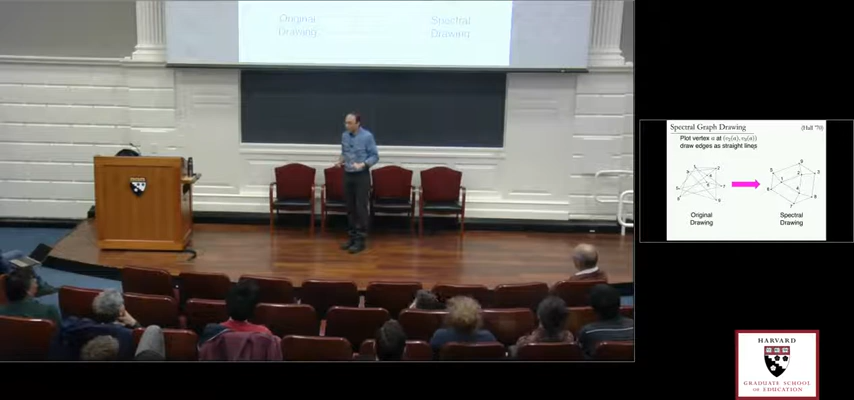 Original
Drawing
Spectral
Drawing
Spectral Graph Drawing
(Hall '70)
Plot vertex a at (v₂(a), v₃(a))
draw edges as straight lines
Original
Drawing
Spectral
Drawing
HARVARD
GRADUATE SCHOOL
OF EDUCATION